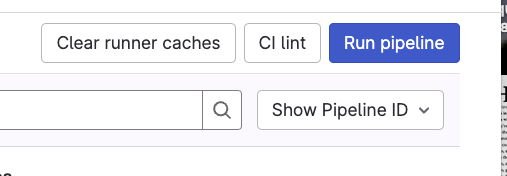 Clear runner caches
CI lint
Run pipeline
Show Pipeline ID